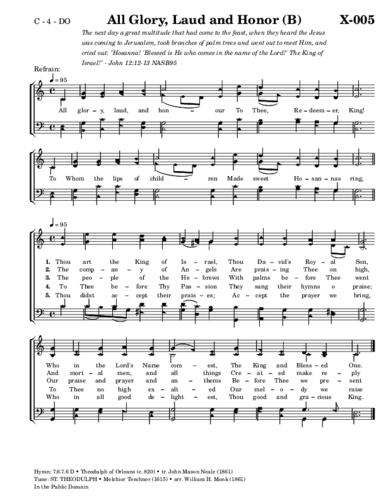 C - 4 - DO
All Glory, Laud and Honor (B)
X-005
The next day a great multitude that had come to the feast, when they heard the Jesus
was coming to Jerusalem, took branches of palm trees and went out to meet Him, and
cried out: "Hosanna! 'Blessed is He who comes in the name of the Lord!' The King of
Israel!" - John 12:12-13 NASB95
Refrain:
= 95
All glo-ry, laud, and hon - our To Thee, Re-deem-er, King!
To Whom the lips of child - ren Made sweet Ho-san-nas ring,
= 95
1. Thou art the King of Is - rael, Thou Da-vid's Roy - al Son,
2. The comp - an - y of An - gels Are prais-ing Thee on high,
3. The peo - ple of the He - brews With palms be - fore Thee went
4. To Thee be - fore Thy Pas - sion They sang their hymns o praise;
5. Thou didst ac - cept their prais - es; Ac - cept the prayer we bring,
Who in the Lord's Name com - est, The King and Bless-ed One.
And mort - al men, and all things Cre - at - ed make re - ply
Our praise and prayer and an - thems Be - fore Thee we pre - sent
To Thee no high ex - alt - ed Our mel - o - dy we raise
Who in all good de - light - est, Thou good and gra - cious King.
Hymn: 7.6.7.6 D • Theodulph of Orleans (c. 820) • tr. John Mason Neale (1861)
Tune: ST. THEODULPH • Melchior Teschner (1615) • arr. William H. Monk (1861)
In the Public Domain